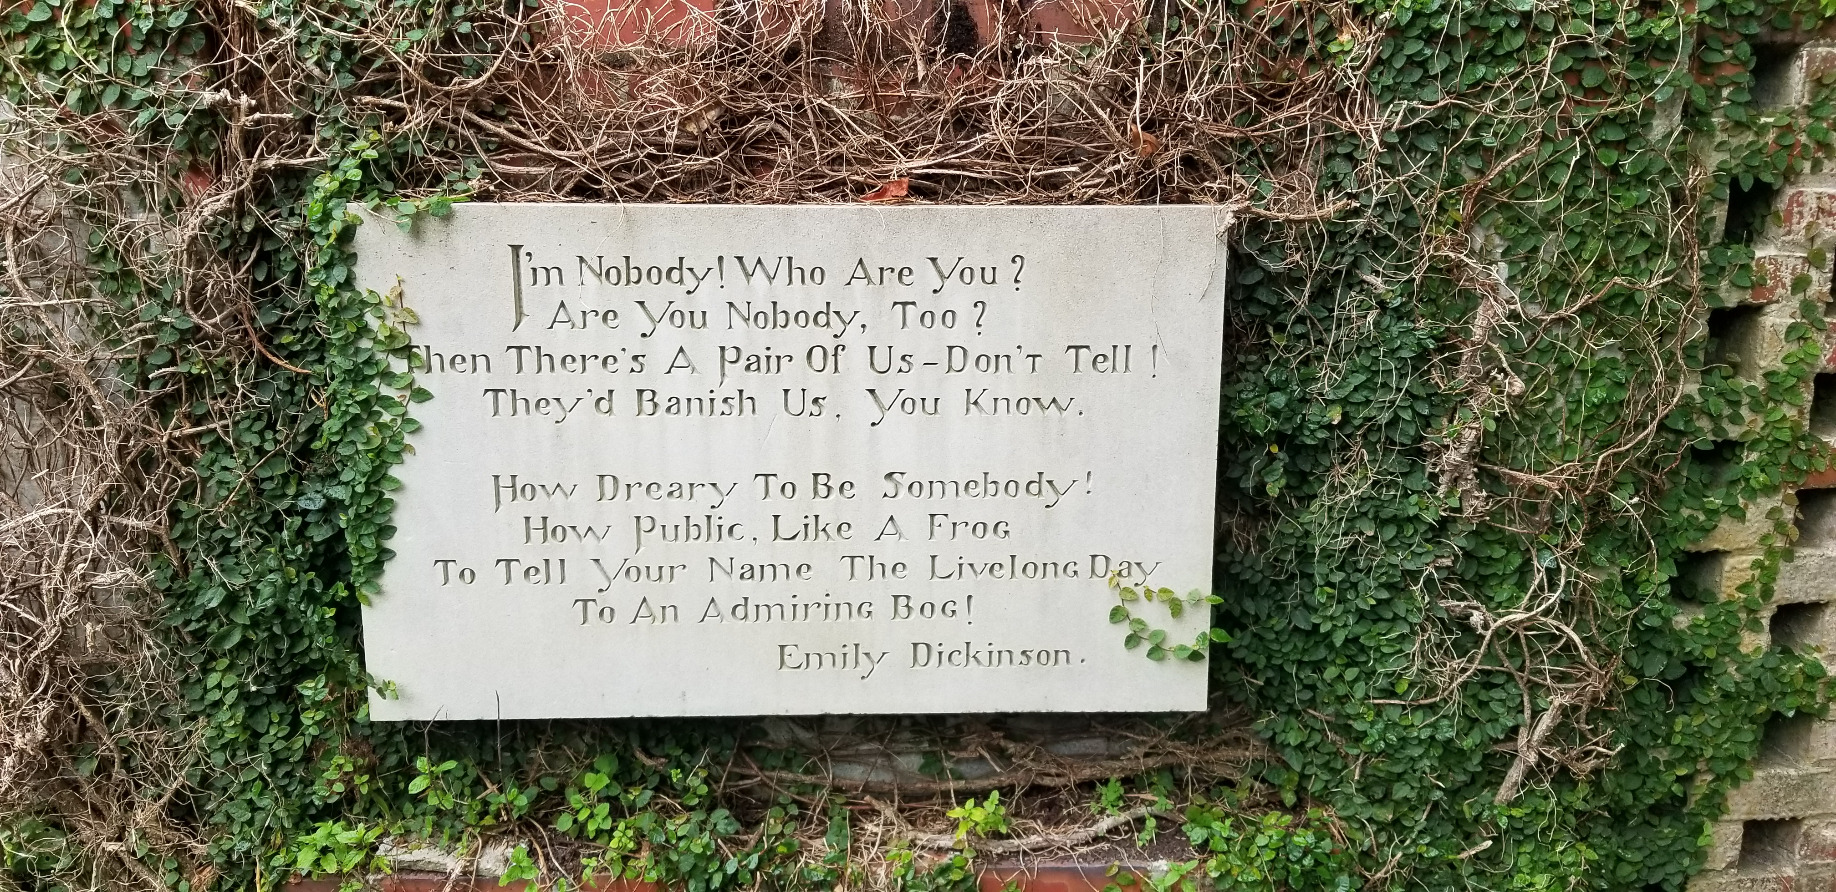 I'm Nobody! Who Are You?
Are You Nobody, Too?
Then There's A Pair Of Us-Don't Tell!
They'd Banish Us, You Know.
How Dreary To Be Somebody!
How Public, Like A Frog
To Tell Your Name The Livelong Day
To An Admiring Bog!
Emily Dickinson.